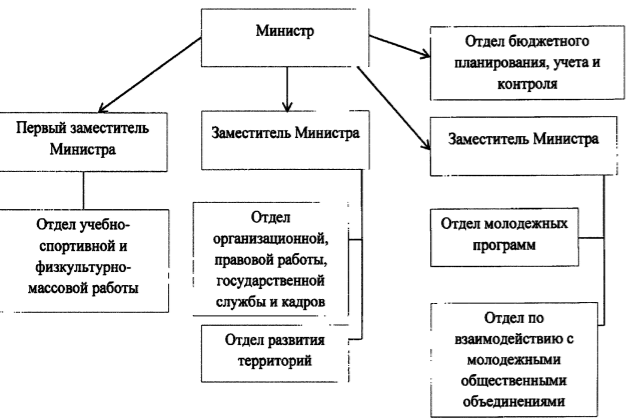 Министр
Отдел бюджетного
планирования, учета и
контроля
Первый заместитель
Министра
Заместитель Министра
Заместитель Министра
Отдел учебно-
спортивной и
физкультурно-
массовой работы
Отдел
организационной,
правовой работы,
государственной
службы и кадров
Отдел молодежных
программ
Отдел развития
территорий
Отдел по
взаимодействию с
молодежными
общественными
объединениями